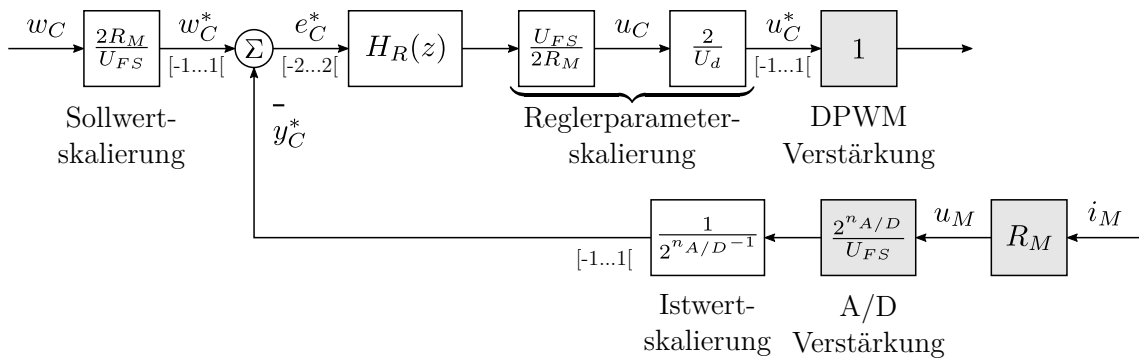 w_C
2R_M
U_FS
w_C^*
[-1...1[
Σ
e_C^*
[-2...2[
H_R(z)
U_FS
2R_M
u_C
2
U_d
u_C^*
[-1...1[
1
Sollwert-
skalierung
-
y_C^*
Reglerparameter-
skalierung
DPWM
Verstärkung
[-1...1[
1
2^{n_{A/D}-1}
2^{n_{A/D}}
U_FS
u_M
R_M
i_M
Istwert-
skalierung
A/D
Verstärkung